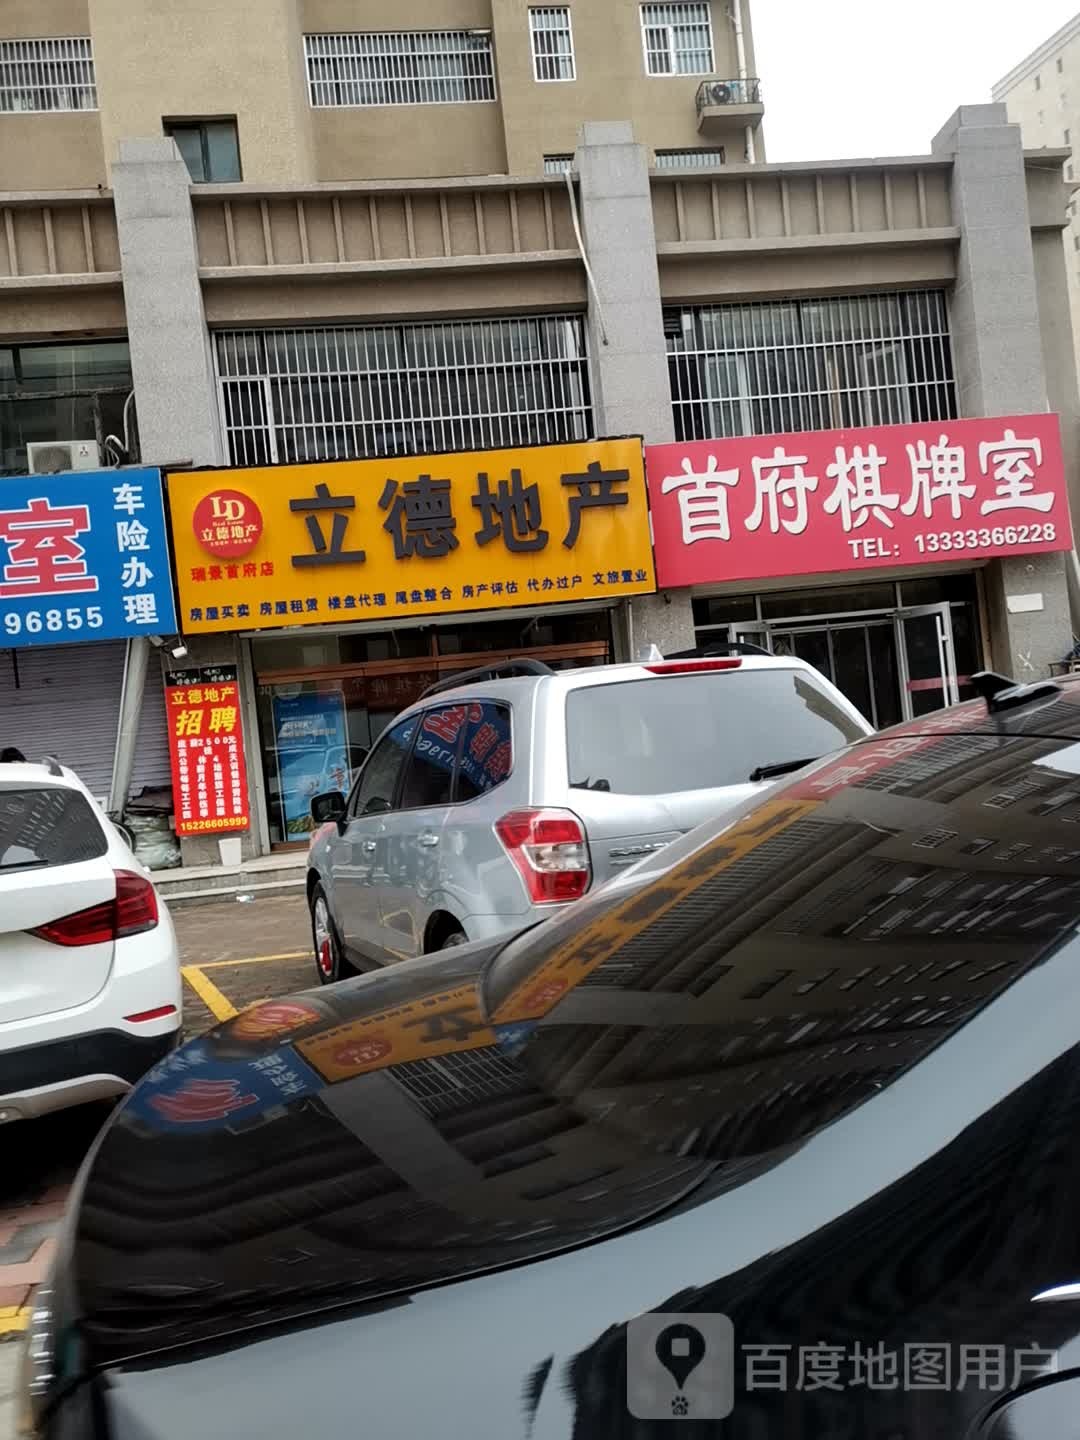 室
车险办理
96855
LD
立德地产
瑞景首府店
立德地产
房屋买卖 房屋租赁 楼盘代理 尾盘整合 房产评估 代办过户 文旅置业
首府棋牌室
TEL: 13333366228
立德地产
招聘
15226605999
百度地图用户